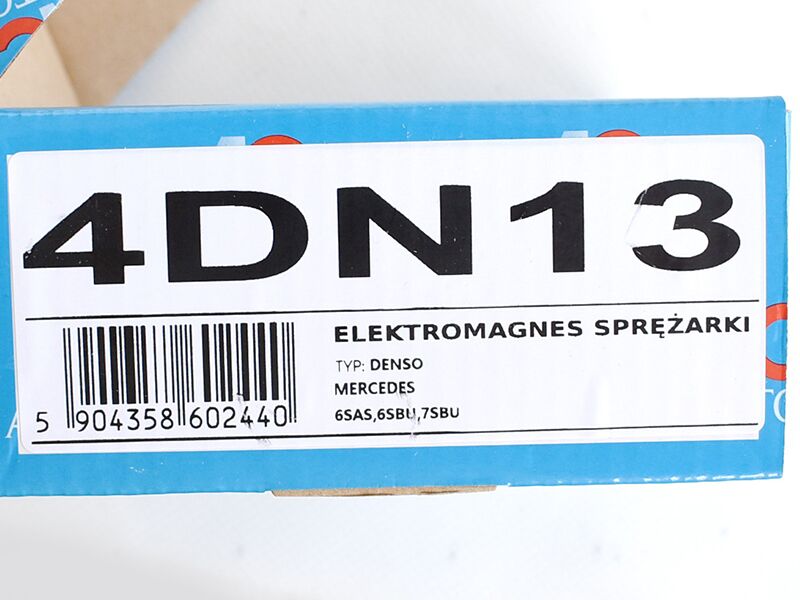 4DN13
ELEKTROMAGNES SPRĘŻARKI
TYP: DENSO
MERCEDES
6SAS,6SBU,7SBU
5 904358 602440